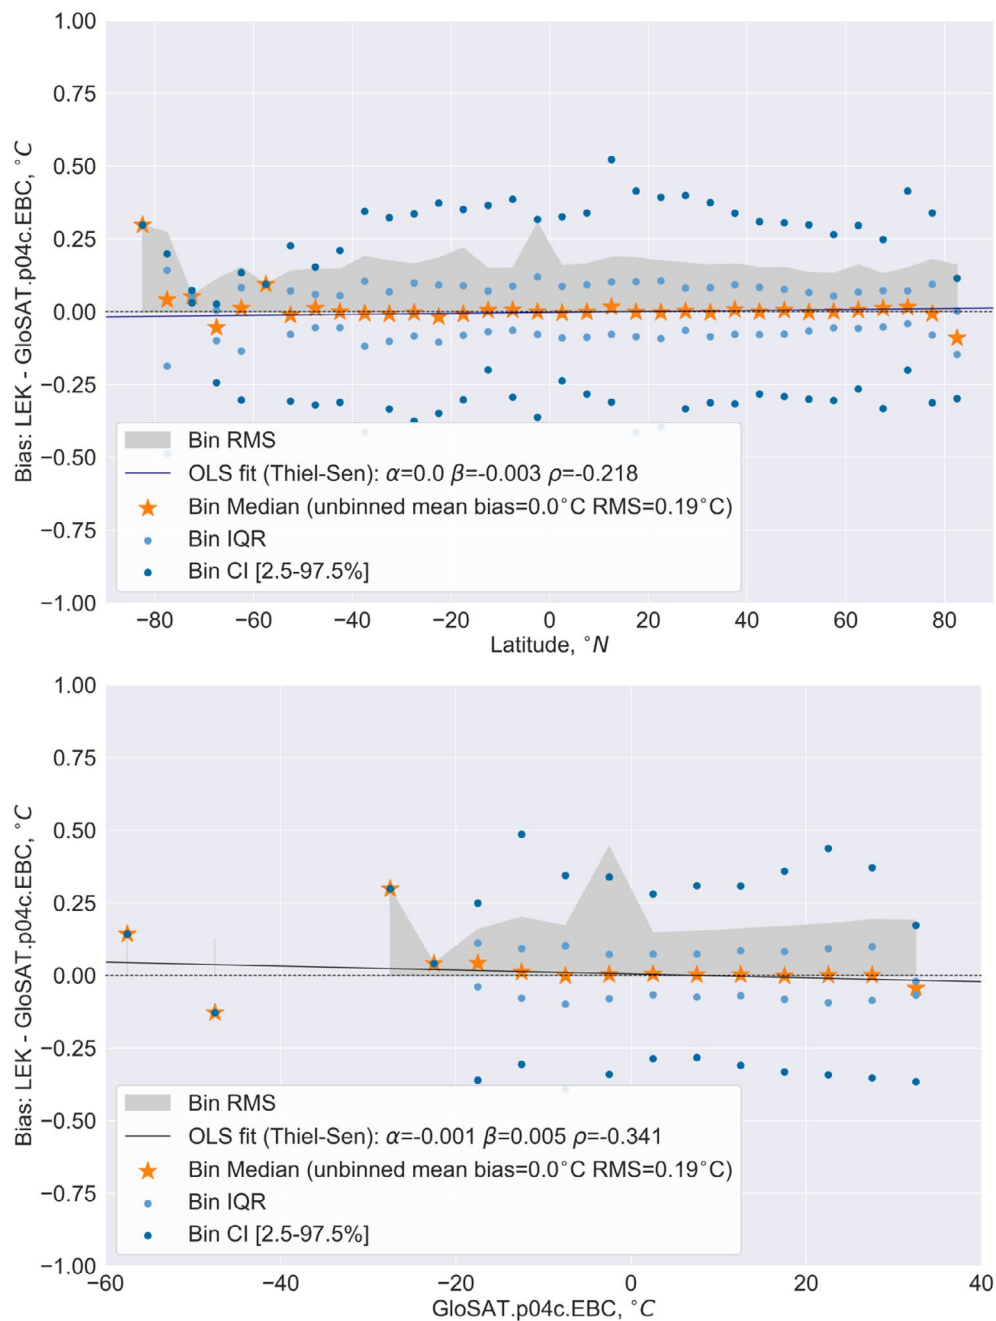 1.00
0.75
0.50
0.25
0.00
−0.25
−0.50
−0.75
−1.00
Bias: LEK - GloSAT.p04c.EBC, °C
Bin RMS
OLS fit (Thiel-Sen): α=0.0 β=-0.003 ρ=-0.218
Bin Median (unbinned mean bias=0.0°C RMS=0.19°C)
Bin IQR
Bin CI [2.5-97.5%]
−80 −60 −40 −20 0 20 40 60 80
Latitude, °N
1.00
0.75
0.50
0.25
0.00
−0.25
−0.50
−0.75
−1.00
Bias: LEK - GloSAT.p04c.EBC, °C
Bin RMS
OLS fit (Thiel-Sen): α=-0.001 β=0.005 ρ=-0.341
Bin Median (unbinned mean bias=0.0°C RMS=0.19°C)
Bin IQR
Bin CI [2.5-97.5%]
−60 −40 −20 0 20 40
GloSAT.p04c.EBC, °C